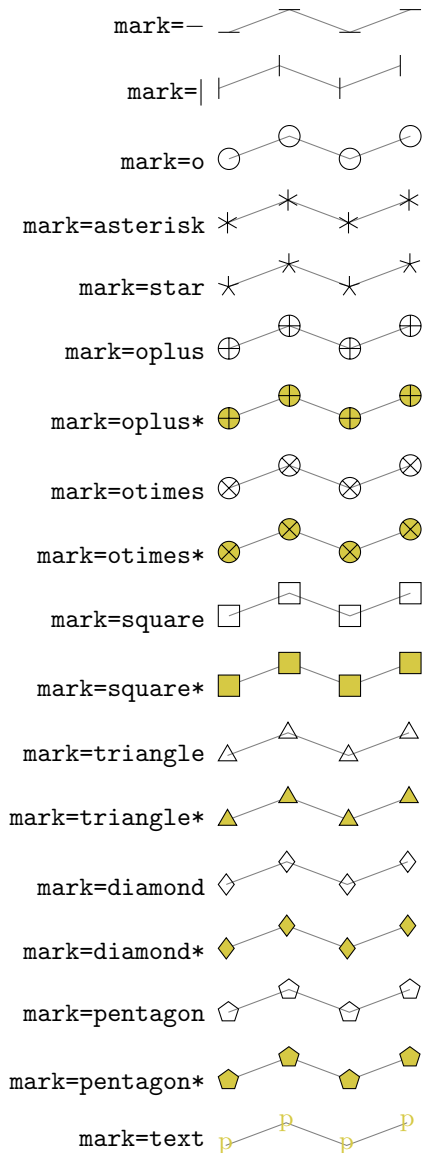 mark=−
mark=|
mark=o
mark=asterisk
mark=star
mark=oplus
mark=oplus*
mark=otimes
mark=otimes*
mark=square
mark=square*
mark=triangle
mark=triangle*
mark=diamond
mark=diamond*
mark=pentagon
mark=pentagon*
mark=text p p p p